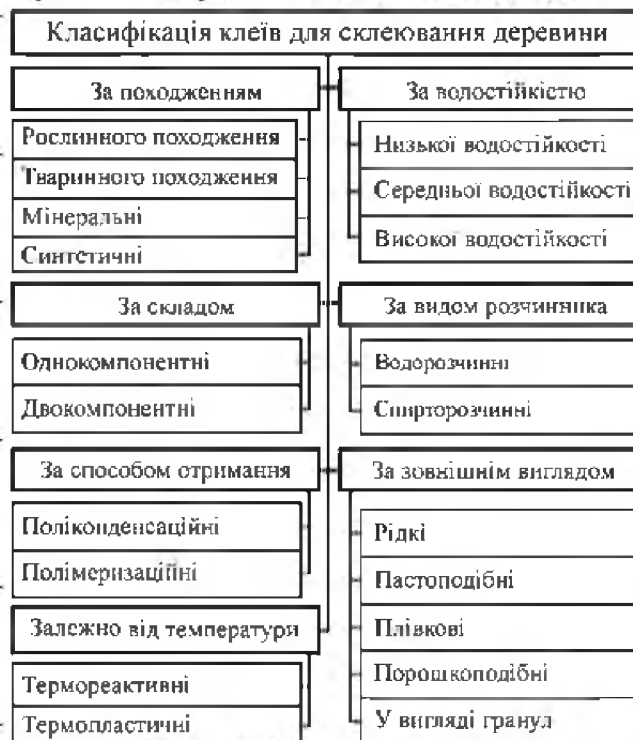 Класифікація клеїв для склеювання деревини
За походженням
Рослинного походження
Тваринного походження
Мінеральні
Синтетичні
За складом
Однокомпонентні
Двокомпонентні
За способом отримання
Поліконденсаційні
Полімеризаційні
Залежно від температури
Термореактивні
Термопластичні
За водостійкістю
Низької водостійкості
Середньої водостійкості
Високої водостійкості
За видом розчинника
Водорозчинні
Спирторозчинні
За зовнішнім виглядом
Рідкі
Пастоподібні
Плівкові
Порошкоподібні
У вигляді гранул